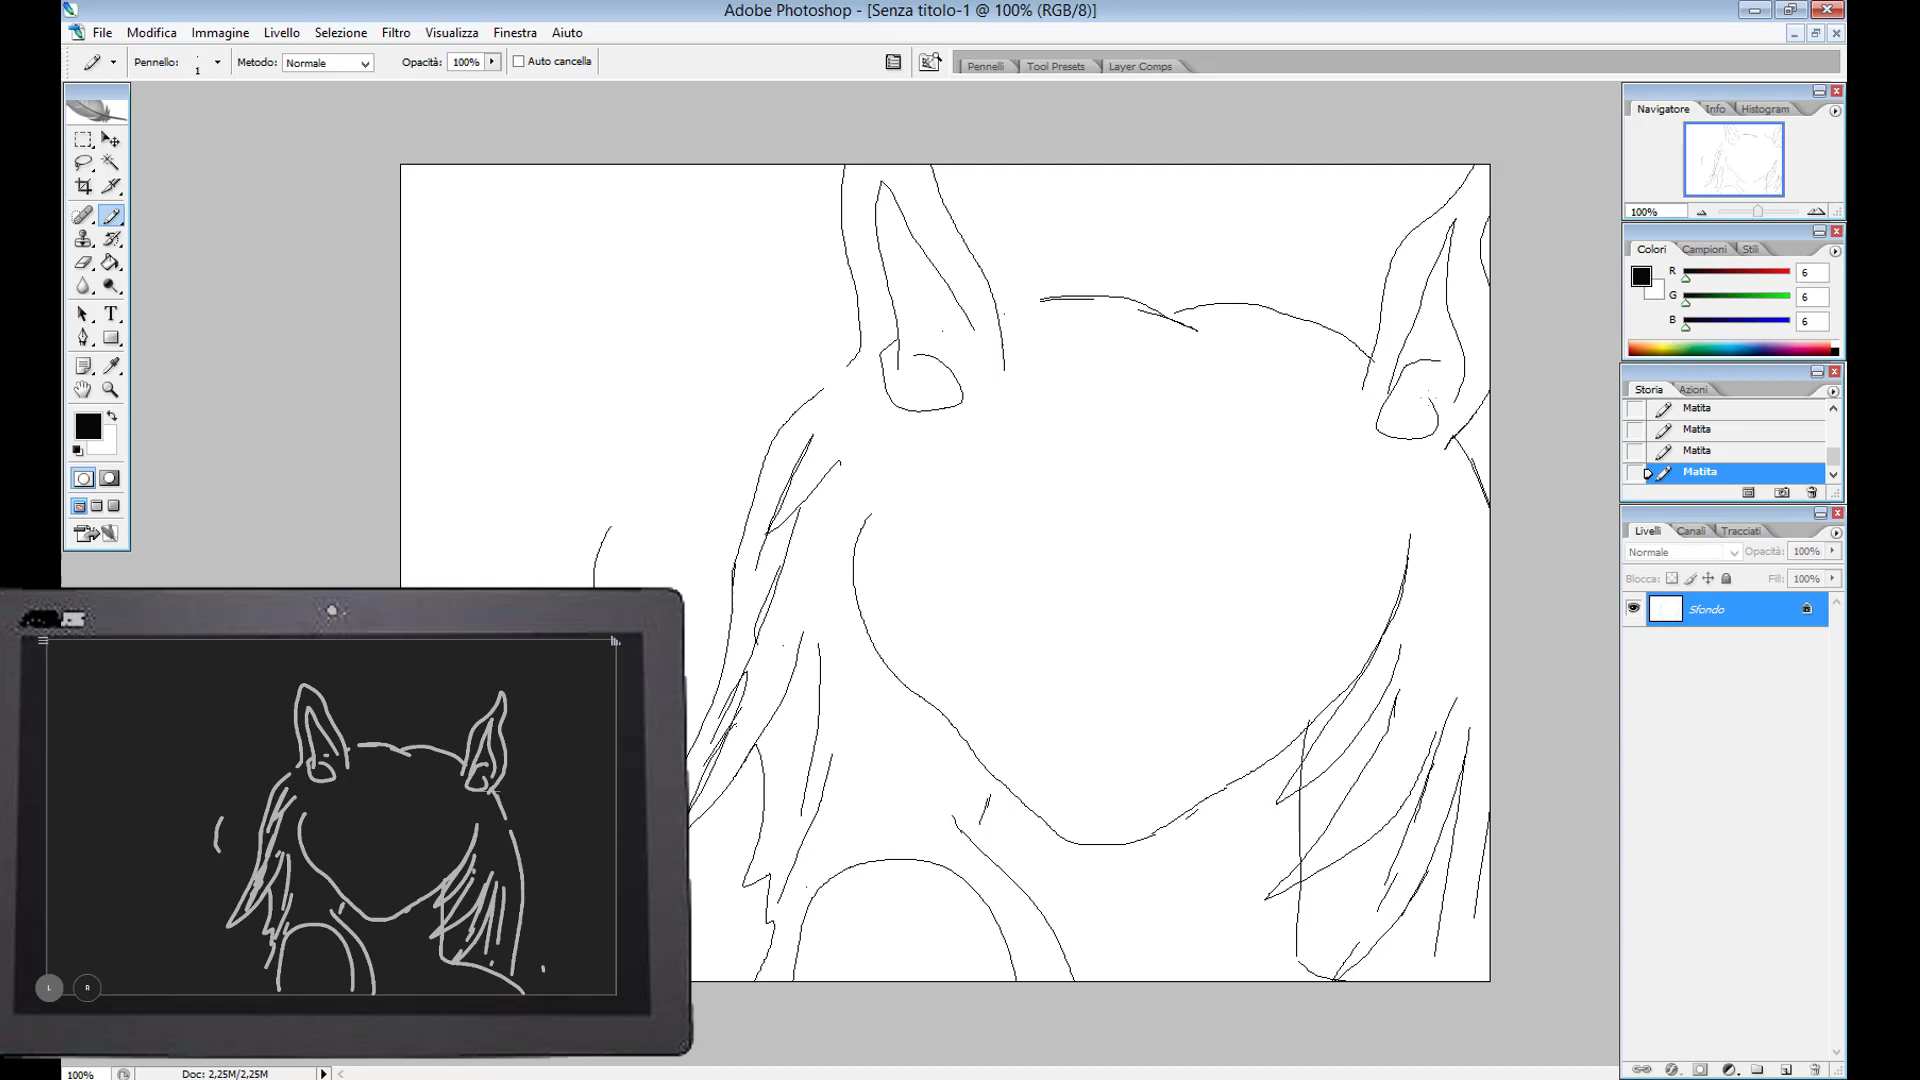 Adobe Photoshop - [Senza titolo-1 @ 100% (RGB/8)]
File Modifica Immagine Livello Selezione Filtro Visualizza Finestra Aiuto
Pennello: 1 Metodo: Normale Opacità: 100% Auto cancella Pennelli Tool Presets Layer Comps
Navigatore Info Histogram
100%
Colori Campioni Stili
R 6
G 6
B 6
Storia Azioni
Matita
Matita
Matita
Matita
Livelli Canali Tracciati
Normale Opacità: 100%
Blocca: Fill: 100%
Sfondo
L R
100% Doc: 2,25M/2,25M